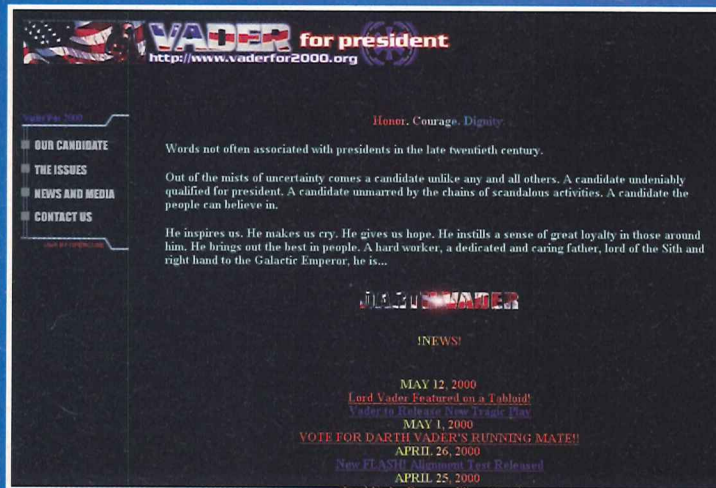 VADER for president
http://www.vaderfor2000.org
Vader For 2000
OUR CANDIDATE
THE ISSUES
NEWS AND MEDIA
CONTACT US
Honor. Courage. Dignity.
Words not often associated with presidents in the late twentieth century.
Out of the mists of uncertainty comes a candidate unlike any and all others. A candidate undeniably
qualified for president. A candidate unmarred by the chains of scandalous activities. A candidate the
people can believe in.
He inspires us. He makes us cry. He gives us hope. He instills a sense of great loyalty in those around
him. He brings out the best in people. A hard worker, a dedicated and caring father, lord of the Sith and
right hand to the Galactic Emperor, he is...
DARTH VADER
!NEWS!
MAY 12, 2000
Lord Vader Featured on a Tabloid!
Vader to Release New Tragic Play
MAY 1, 2000
VOTE FOR DARTH VADER'S RUNNING MATE!!
APRIL 26, 2000
New FLASH! Alignment Test Released
APRIL 25, 2000